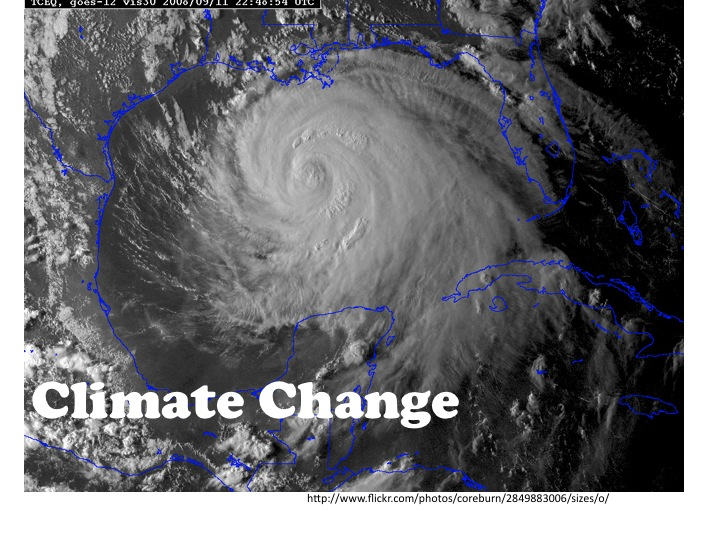 TCEQ, goes-12 vis30 2008/09/11 22:48:54 UTC
Climate Change
http://www.flickr.com/photos/coreburn/2849883006/sizes/o/